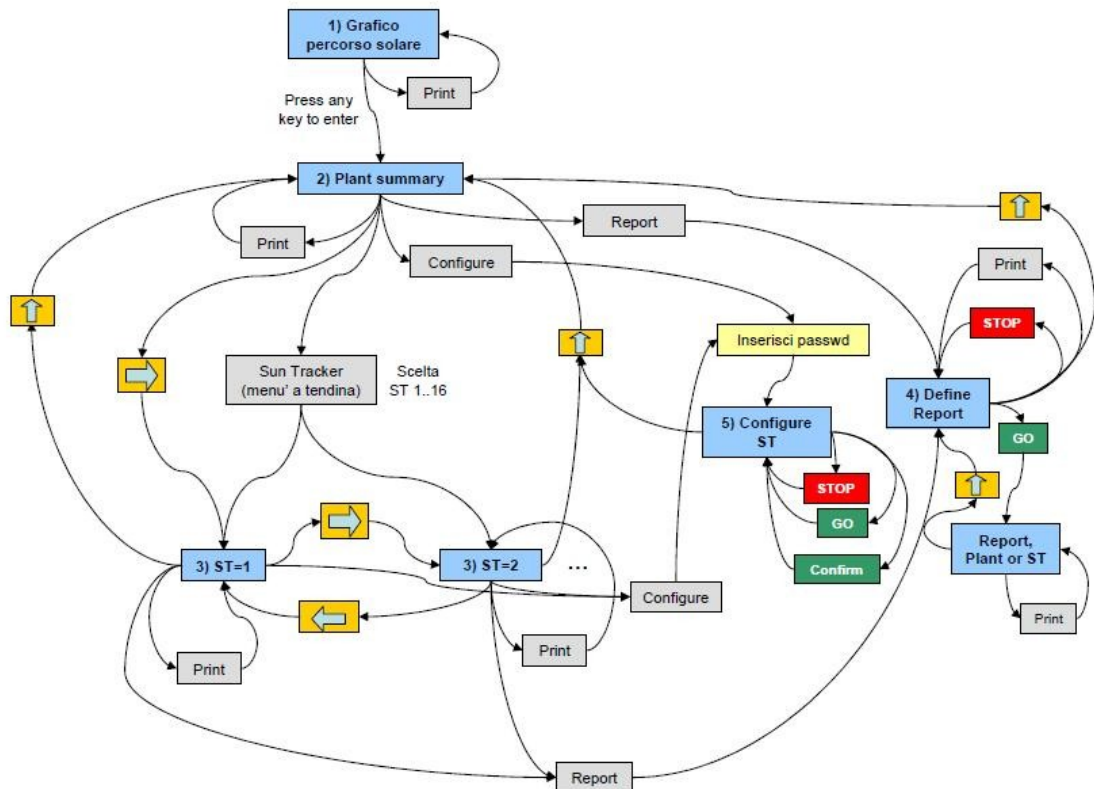 1) Grafico
percorso solare
Print
Press any
key to enter
2) Plant summary
Report
Print
Configure
Print
STOP
Inserisci passwd
Sun Tracker
(menu' a tendina)
Scelta
ST 1..16
4) Define
Report
5) Configure
ST
GO
STOP
GO
Report,
Plant or ST
3) ST=1
3) ST=2
...
Confirm
Configure
Print
Print
Print
Report